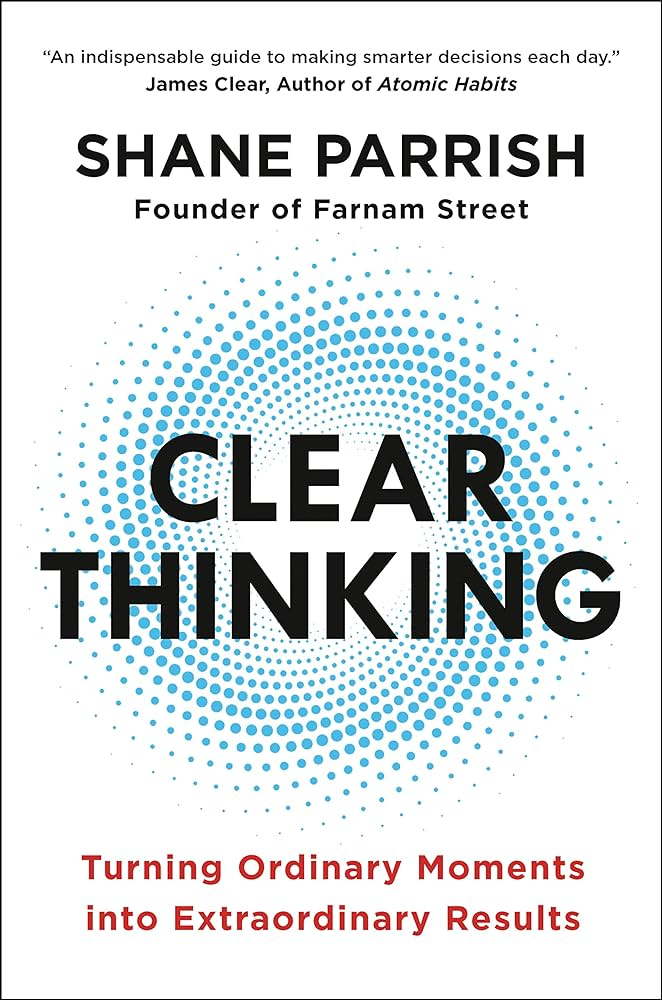 “An indispensable guide to making smarter decisions each day.”
James Clear, Author of Atomic Habits
SHANE PARRISH
Founder of Farnam Street
CLEAR
THINKING
Turning Ordinary Moments
into Extraordinary Results